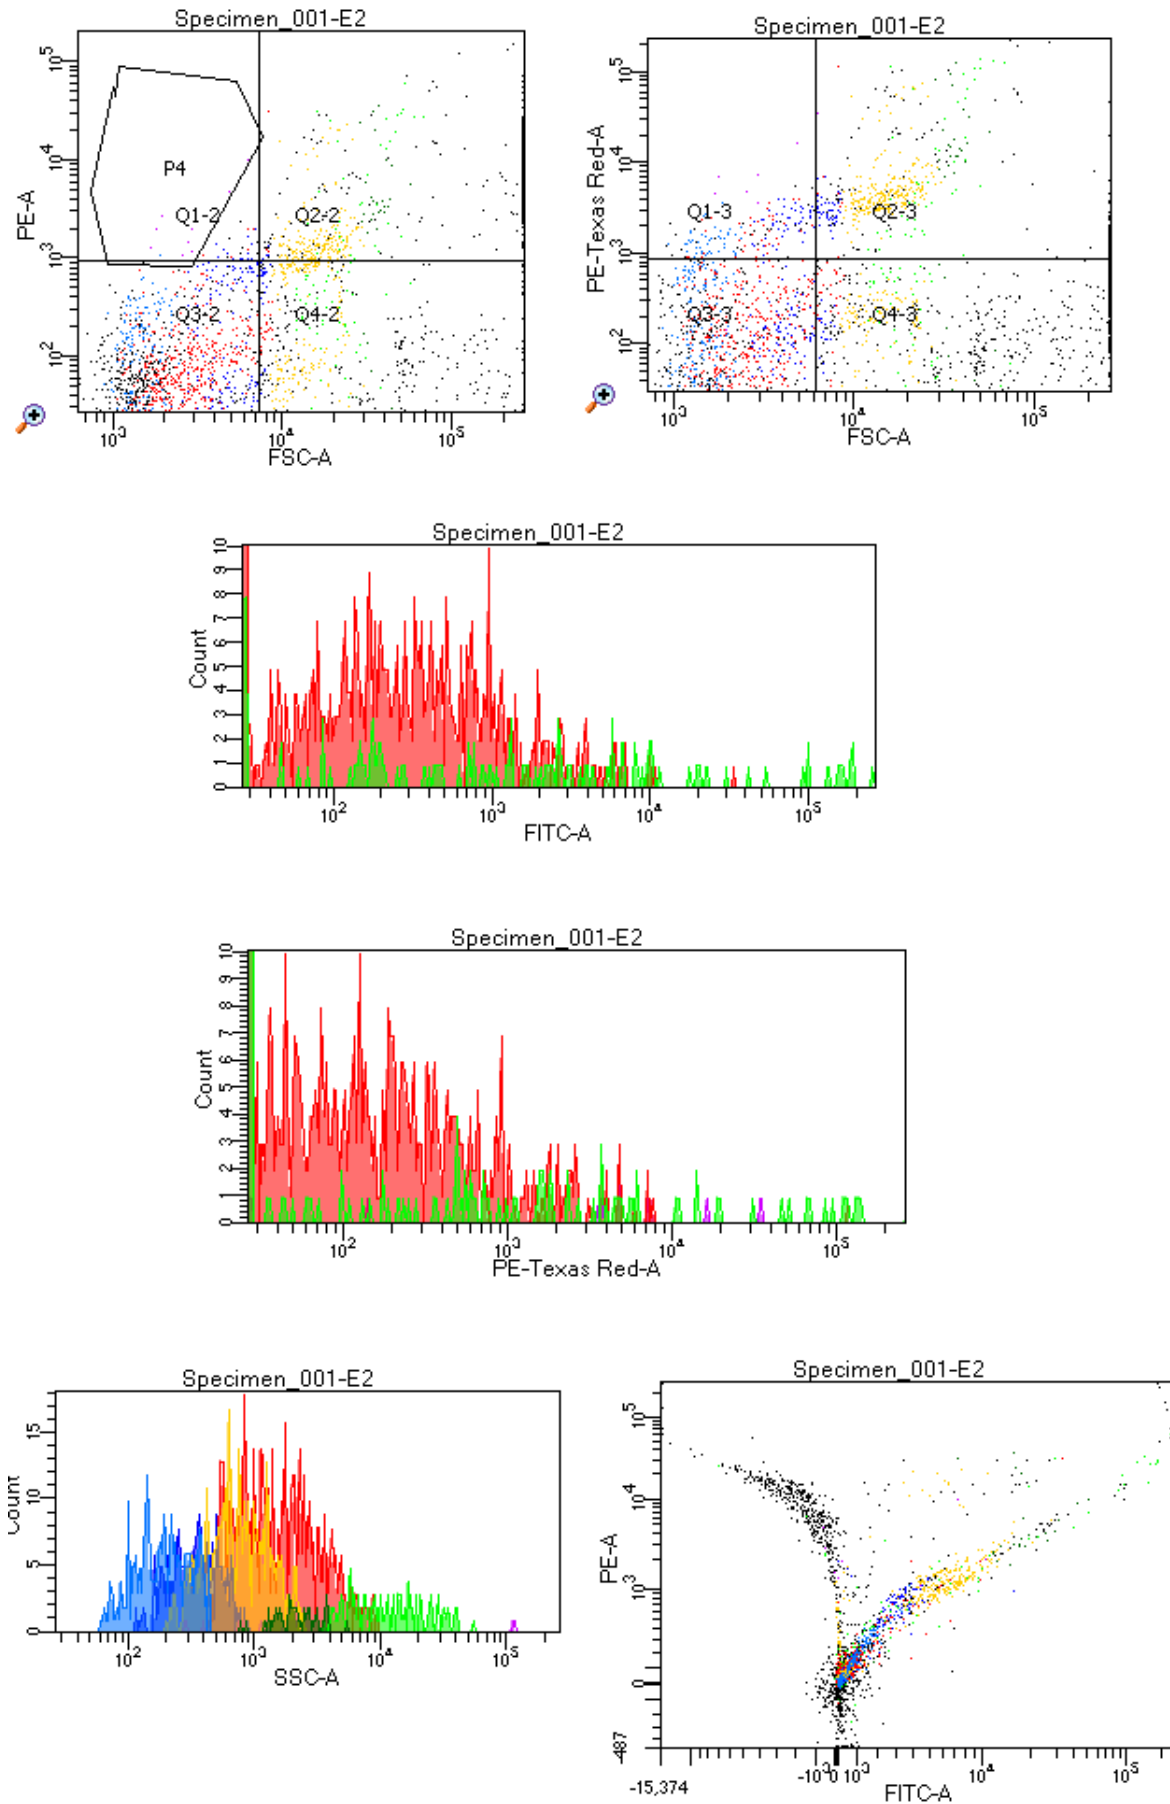 Specimen_001-E2
PE-A
10^5
10^4
10^3
10^2
P4
Q1-2
Q2-2
Q3-2
Q4-2
10^3
10^4
10^5
FSC-A
Specimen_001-E2
PE-Texas Red-A
10^5
10^4
10^3
10^2
Q1-3
Q2-3
Q3-3
Q4-3
10^3
10^4
10^5
FSC-A
Specimen_001-E2
Count
10
9
8
7
6
5
4
3
2
1
0
10^2
10^3
10^4
10^5
FITC-A
Specimen_001-E2
Count
10
9
8
7
6
5
4
3
2
1
0
10^2
10^3
10^4
10^5
PE-Texas Red-A
Specimen_001-E2
Count
15
10
5
0
10^2
10^3
10^4
10^5
SSC-A
Specimen_001-E2
PE-A
10^5
10^4
10^3
0
-487
-15,374
-10^3 0 10^3
10^4
10^5
FITC-A